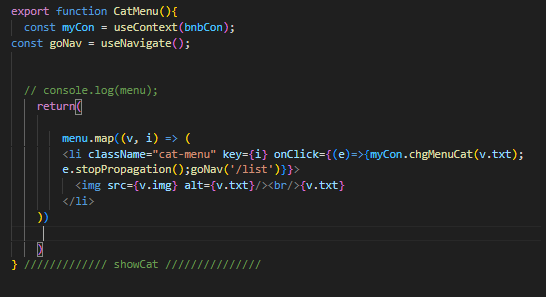 export function CatMenu(){
const myCon = useContext(bnbCon);
const goNav = useNavigate();
// console.log(menu);
return(
menu.map((v, i) => (
<li className="cat-menu" key={i} onClick={(e)=>{myCon.chgMenuCat(v.txt);
e.stopPropagation();goNav('/list')}}>
<img src={v.img} alt={v.txt}/><br/>{v.txt}
</li>
))
)
} ///////////// showCat ///////////////